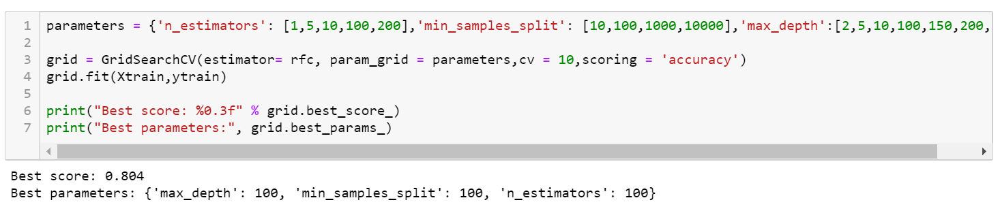 1 parameters = {'n_estimators': [1,5,10,100,200],'min_samples_split': [10,100,1000,10000],'max_depth':[2,5,10,100,150,200,
2
3 grid = GridSearchCV(estimator= rfc, param_grid = parameters,cv = 10,scoring = 'accuracy')
4 grid.fit(Xtrain,ytrain)
5
6 print("Best score: %0.3f" % grid.best_score_)
7 print("Best parameters:", grid.best_params_)
Best score: 0.804
Best parameters: {'max_depth': 100, 'min_samples_split': 100, 'n_estimators': 100}